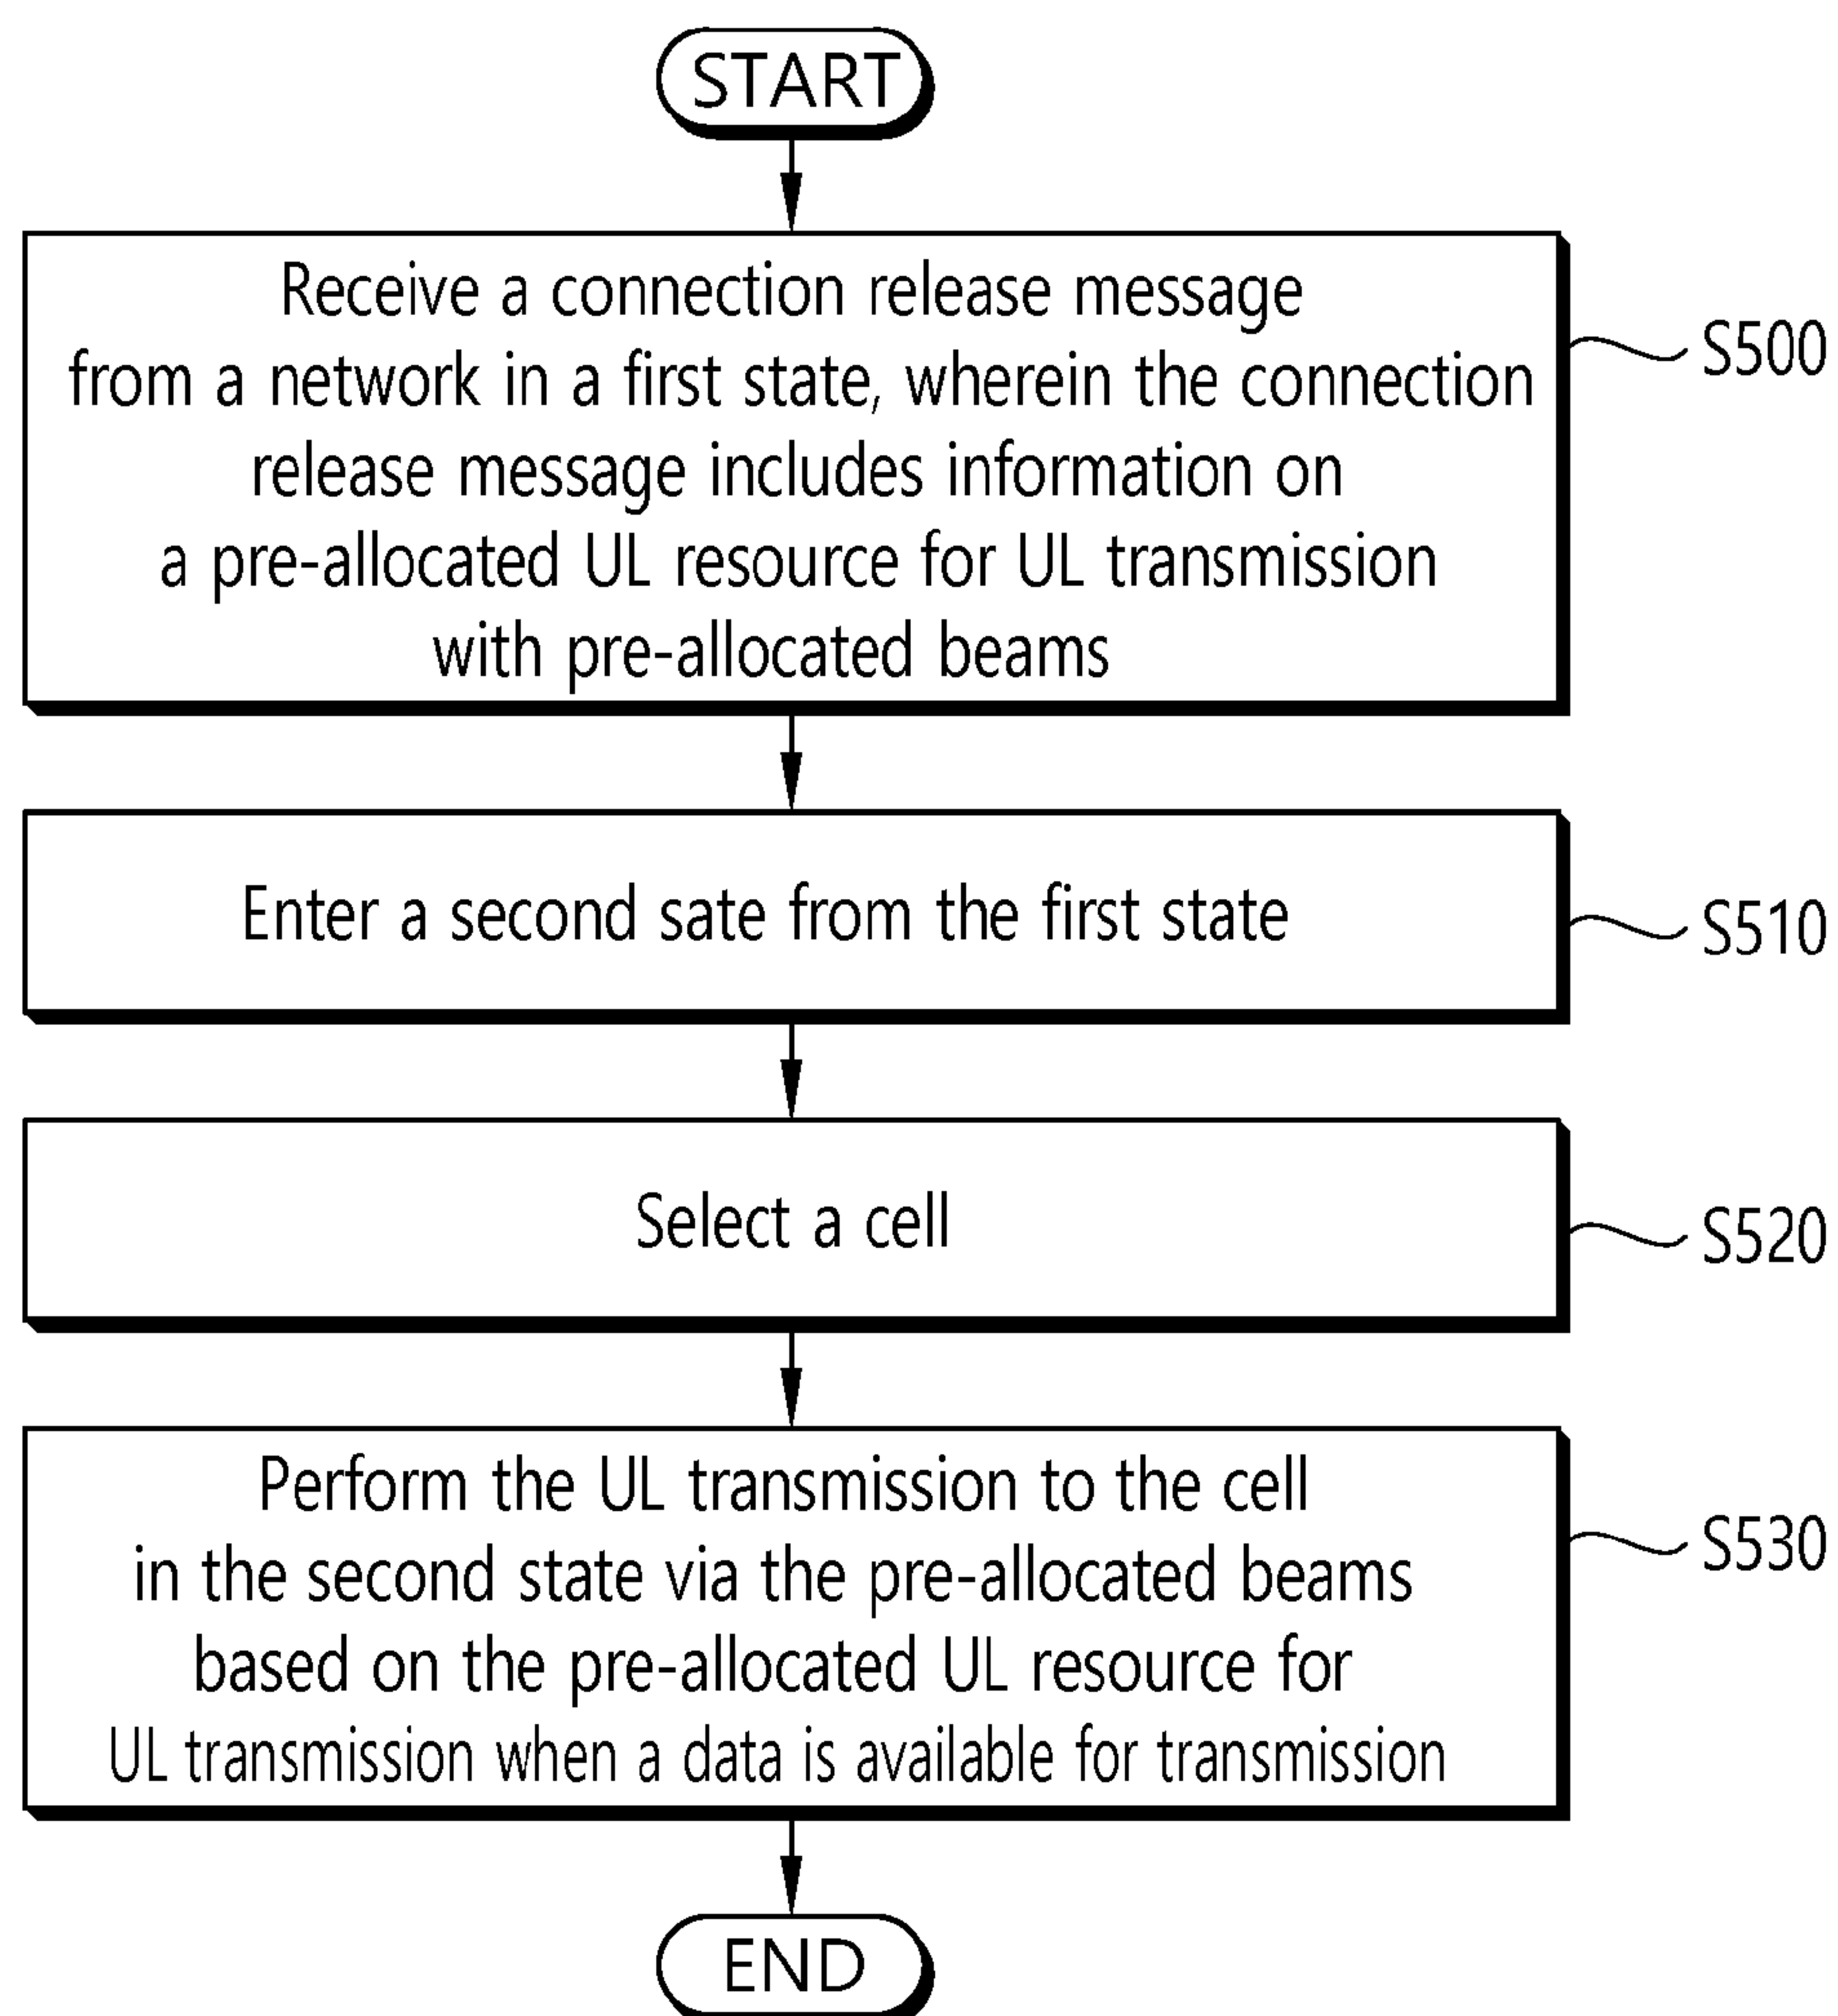 START
Receive a connection release message
from a network in a first state, wherein the connection
release message includes information on
a pre-allocated UL resource for UL transmission
with pre-allocated beams
S500
Enter a second sate from the first state
S510
Select a cell
S520
Perform the UL transmission to the cell
in the second state via the pre-allocated beams
based on the pre-allocated UL resource for
UL transmission when a data is available for transmission
S530
END